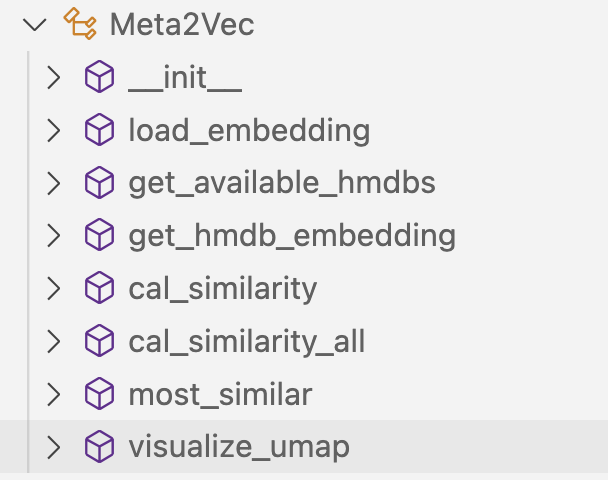 Meta2Vec
__init__
load_embedding
get_available_hmdbs
get_hmdb_embedding
cal_similarity
cal_similarity_all
most_similar
visualize_umap